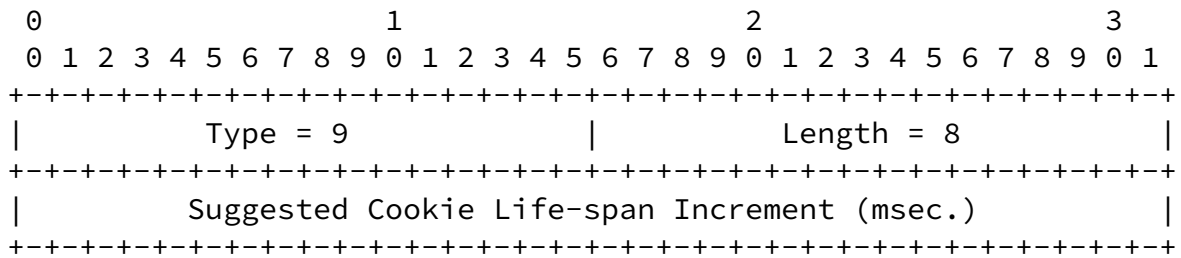 0                   1                   2                   3
 0 1 2 3 4 5 6 7 8 9 0 1 2 3 4 5 6 7 8 9 0 1 2 3 4 5 6 7 8 9 0 1
+-+-+-+-+-+-+-+-+-+-+-+-+-+-+-+-+-+-+-+-+-+-+-+-+-+-+-+-+-+-+-+-+
|          Type = 9             |          Length = 8           |
+-+-+-+-+-+-+-+-+-+-+-+-+-+-+-+-+-+-+-+-+-+-+-+-+-+-+-+-+-+-+-+-+
|         Suggested Cookie Life-span Increment (msec.)          |
+-+-+-+-+-+-+-+-+-+-+-+-+-+-+-+-+-+-+-+-+-+-+-+-+-+-+-+-+-+-+-+-+